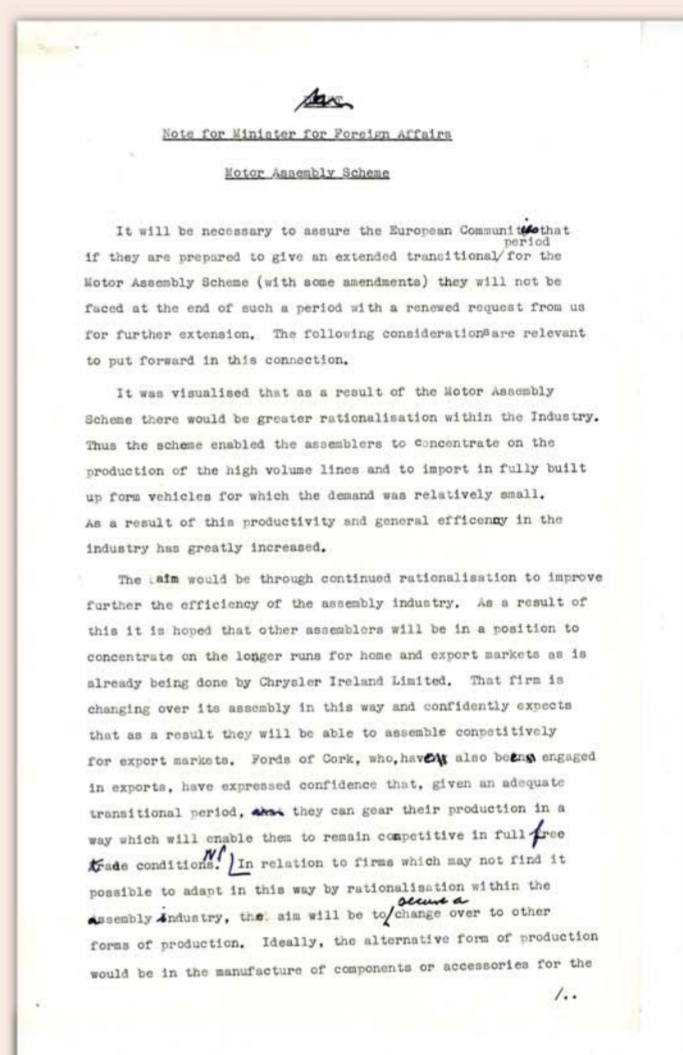 Note for Minister for Foreign Affairs
Motor Assembly Scheme
It will be necessary to assure the European Communities that
period
if they are prepared to give an extended transitional/for the
Motor Assembly Scheme (with some amendments) they will not be
faced at the end of such a period with a renewed request from us
for further extension. The following considerations are relevant
to put forward in this connection.
It was visualised that as a result of the Motor Assembly
Scheme there would be greater rationalisation within the Industry.
Thus the scheme enabled the assemblers to concentrate on the
production of the high volume lines and to import in fully built
up form vehicles for which the demand was relatively small.
As a result of this productivity and general efficency in the
industry has greatly increased.
The aim would be through continued rationalisation to improve
further the efficiency of the assembly industry. As a result of
this it is hoped that other assemblers will be in a position to
concentrate on the longer runs for home and export markets as is
already being done by Chrysler Ireland Limited. That firm is
changing over its assembly in this way and confidently expects
that as a result they will be able to assemble conpetitively
for export markets. Fords of Cork, who, have also been engaged
in exports, have expressed confidence that, given an adequate
transitional period, they can gear their production in a
way which will enable them to remain competitive in full free
trade conditions. NP [In relation to firms which may not find it
possible to adapt in this way by rationalisation within the
secure a
assembly industry, the aim will be to/change over to other
forms of production. Ideally, the alternative form of production
would be in the manufacture of components or accessories for the
/..